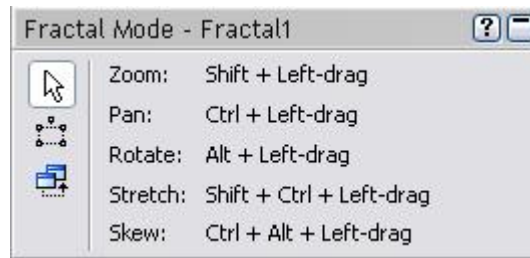 Fractal Mode - Fractal1
Zoom: Shift + Left-drag
Pan: Ctrl + Left-drag
Rotate: Alt + Left-drag
Stretch: Shift + Ctrl + Left-drag
Skew: Ctrl + Alt + Left-drag